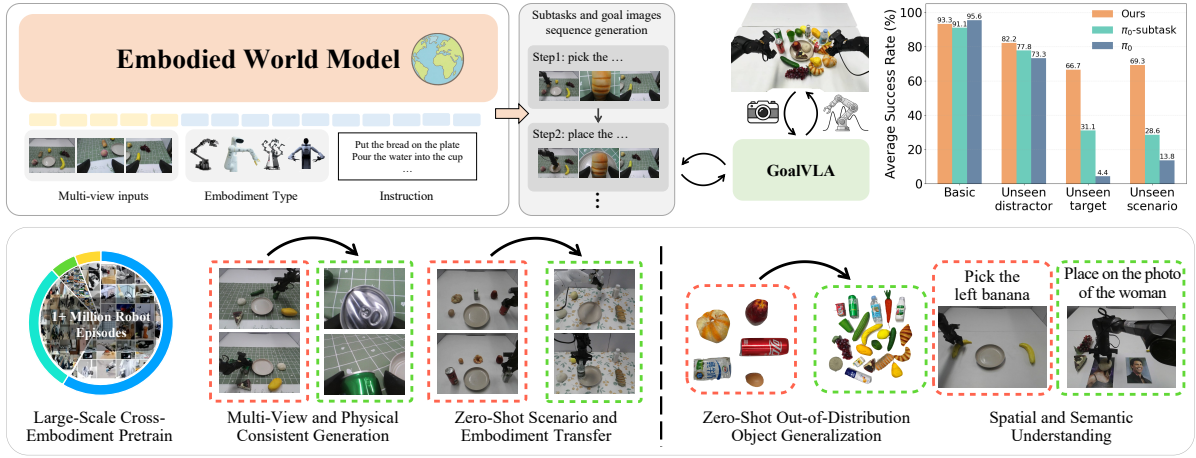 Embodied World Model
Multi-view inputs
Embodiment Type
Put the bread on the plate
Pour the water into the cup
...
Instruction
Subtasks and goal images
sequence generation
Step1: pick the ...
Step2: place the ...
GoalVLA
Average Success Rate (%)
100
80
60
40
20
0
Ours
π₀-subtask
π₀
93.3
91.1
95.6
82.2
77.8
73.3
66.7
31.1
4.4
69.3
28.6
13.8
Basic
Unseen
distractor
Unseen
target
Unseen
scenario
1+ Million Robot
Episodes
Large-Scale Cross-
Embodiment Pretrain
Multi-View and Physical
Consistent Generation
Zero-Shot Scenario and
Embodiment Transfer
Zero-Shot Out-of-Distribution
Object Generalization
Pick the
left banana
Place on the photo
of the woman
Spatial and Semantic
Understanding